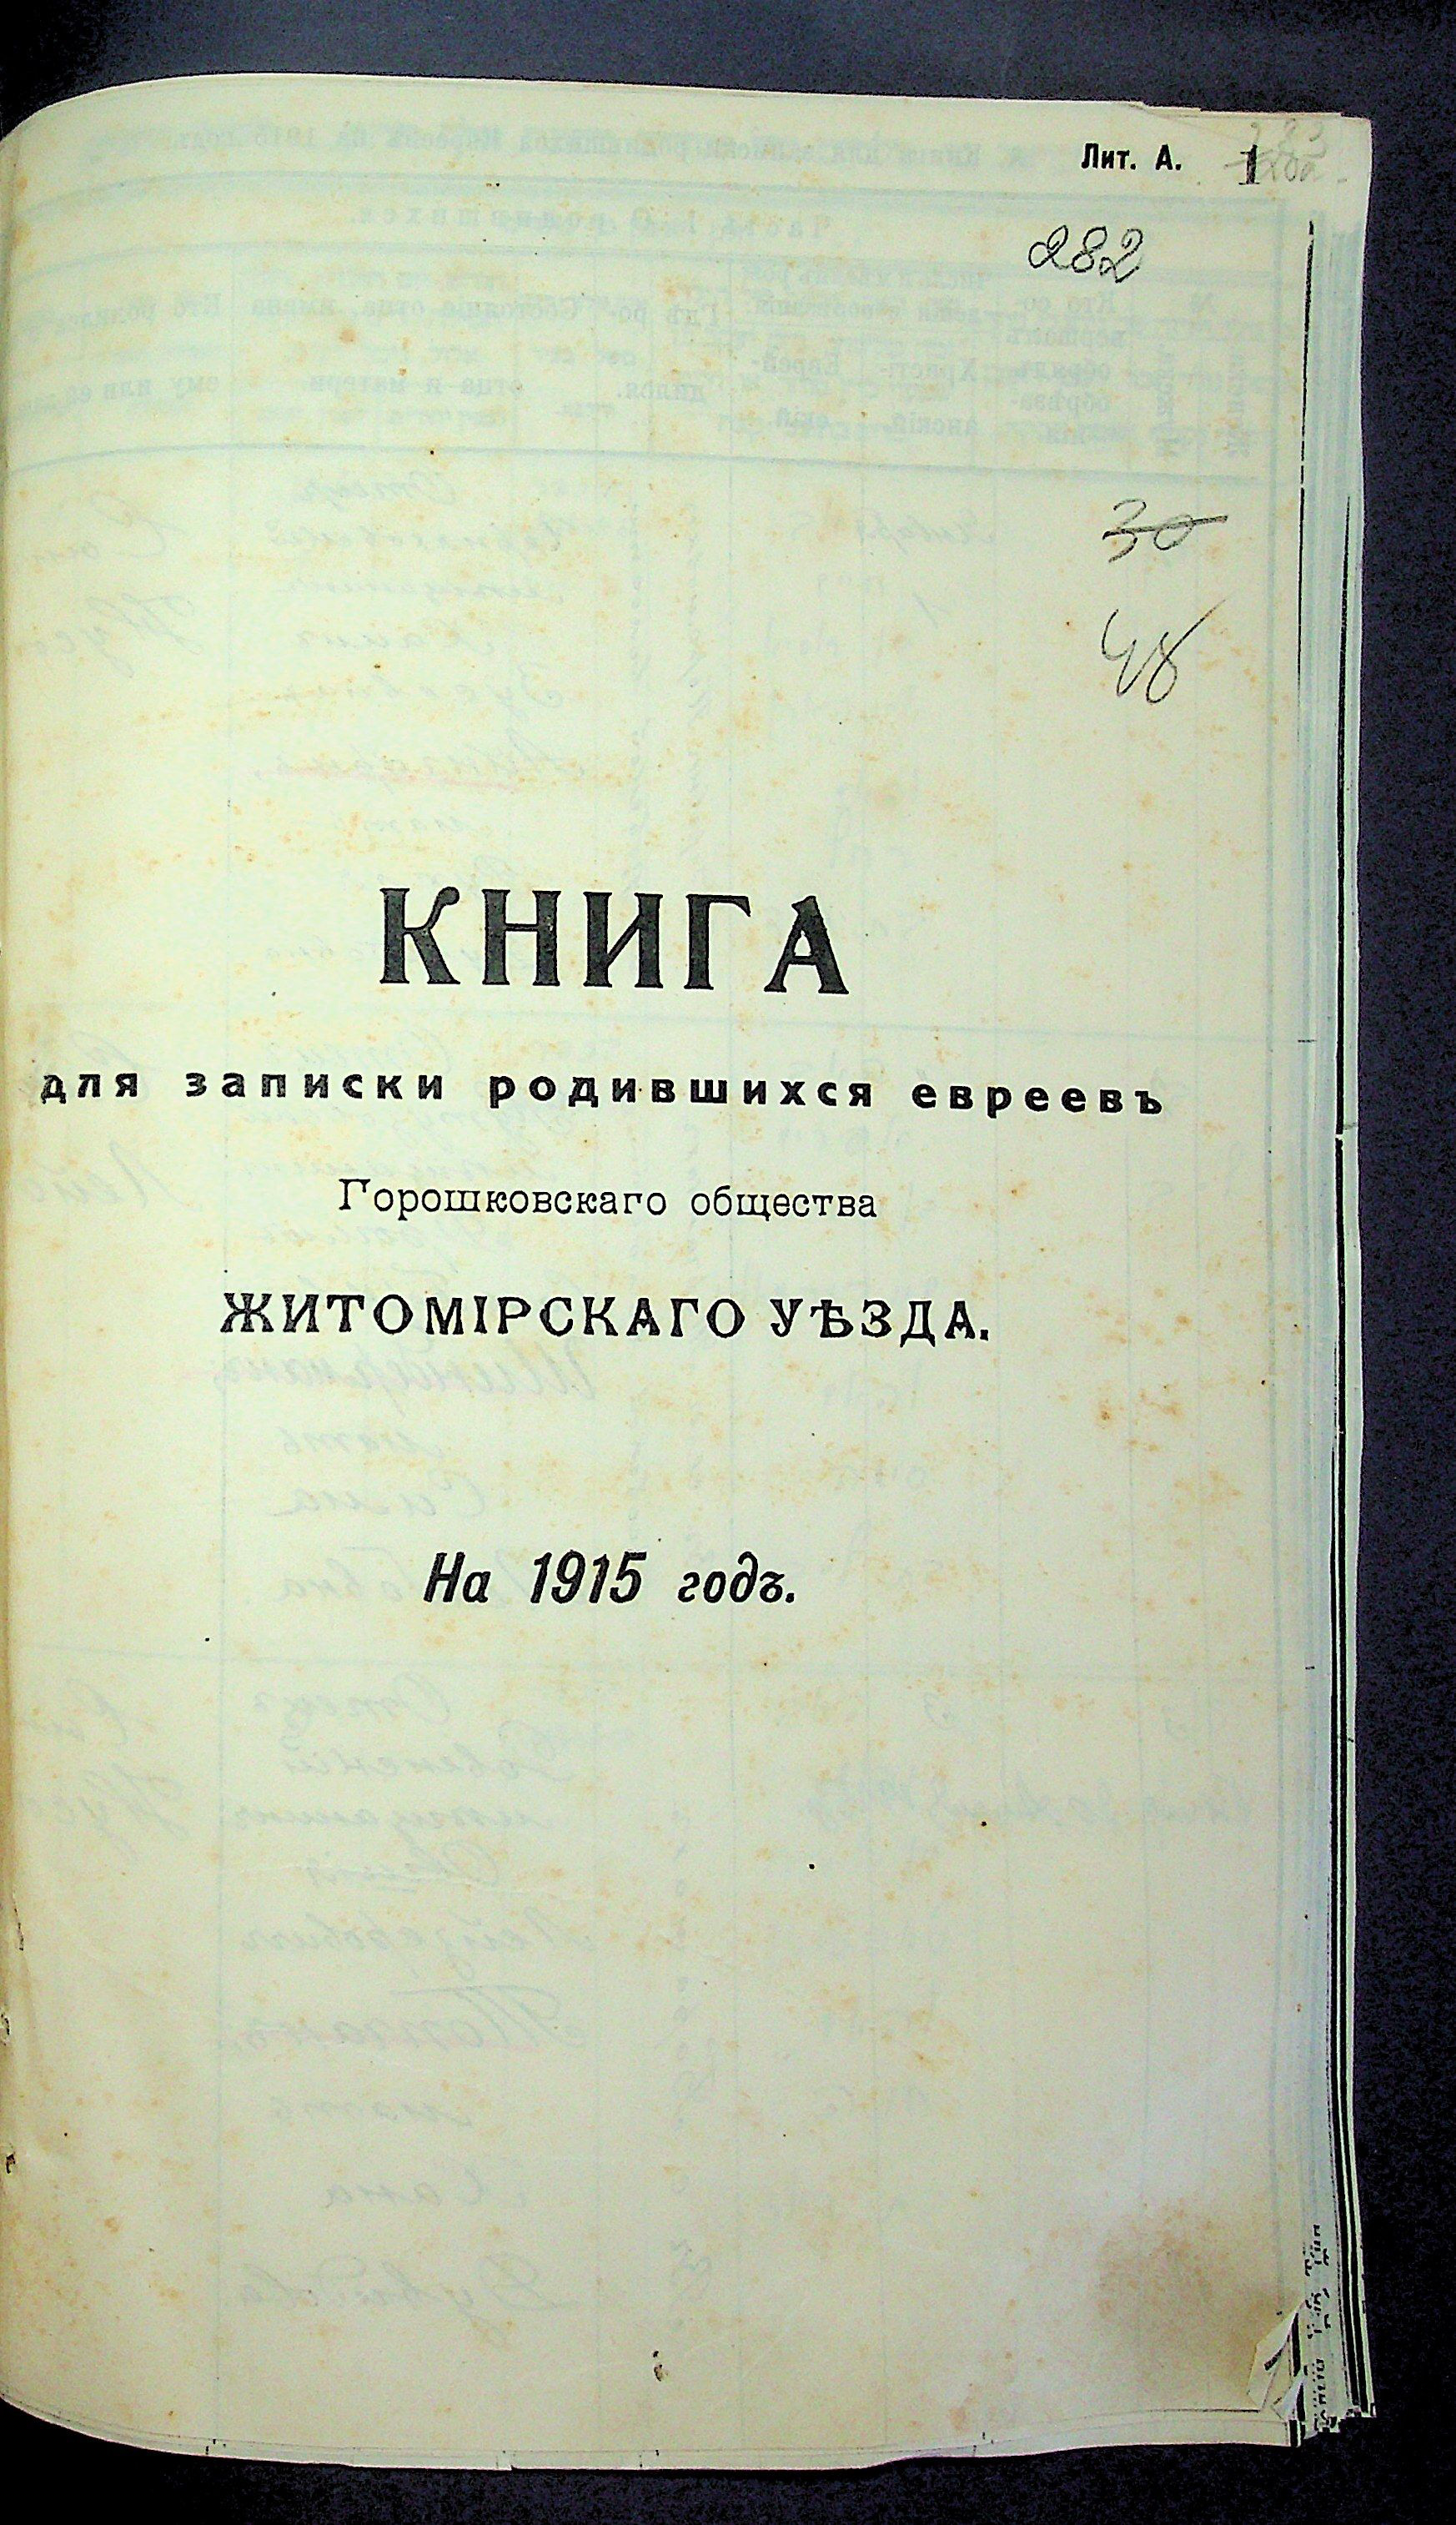 Лит. А. 1
282
30
48
КНИГА
для записки родившихся евреевъ
Горошковскаго общества
ЖИТОМІРСКАГО УѢЗДА.
На 1915 годъ.